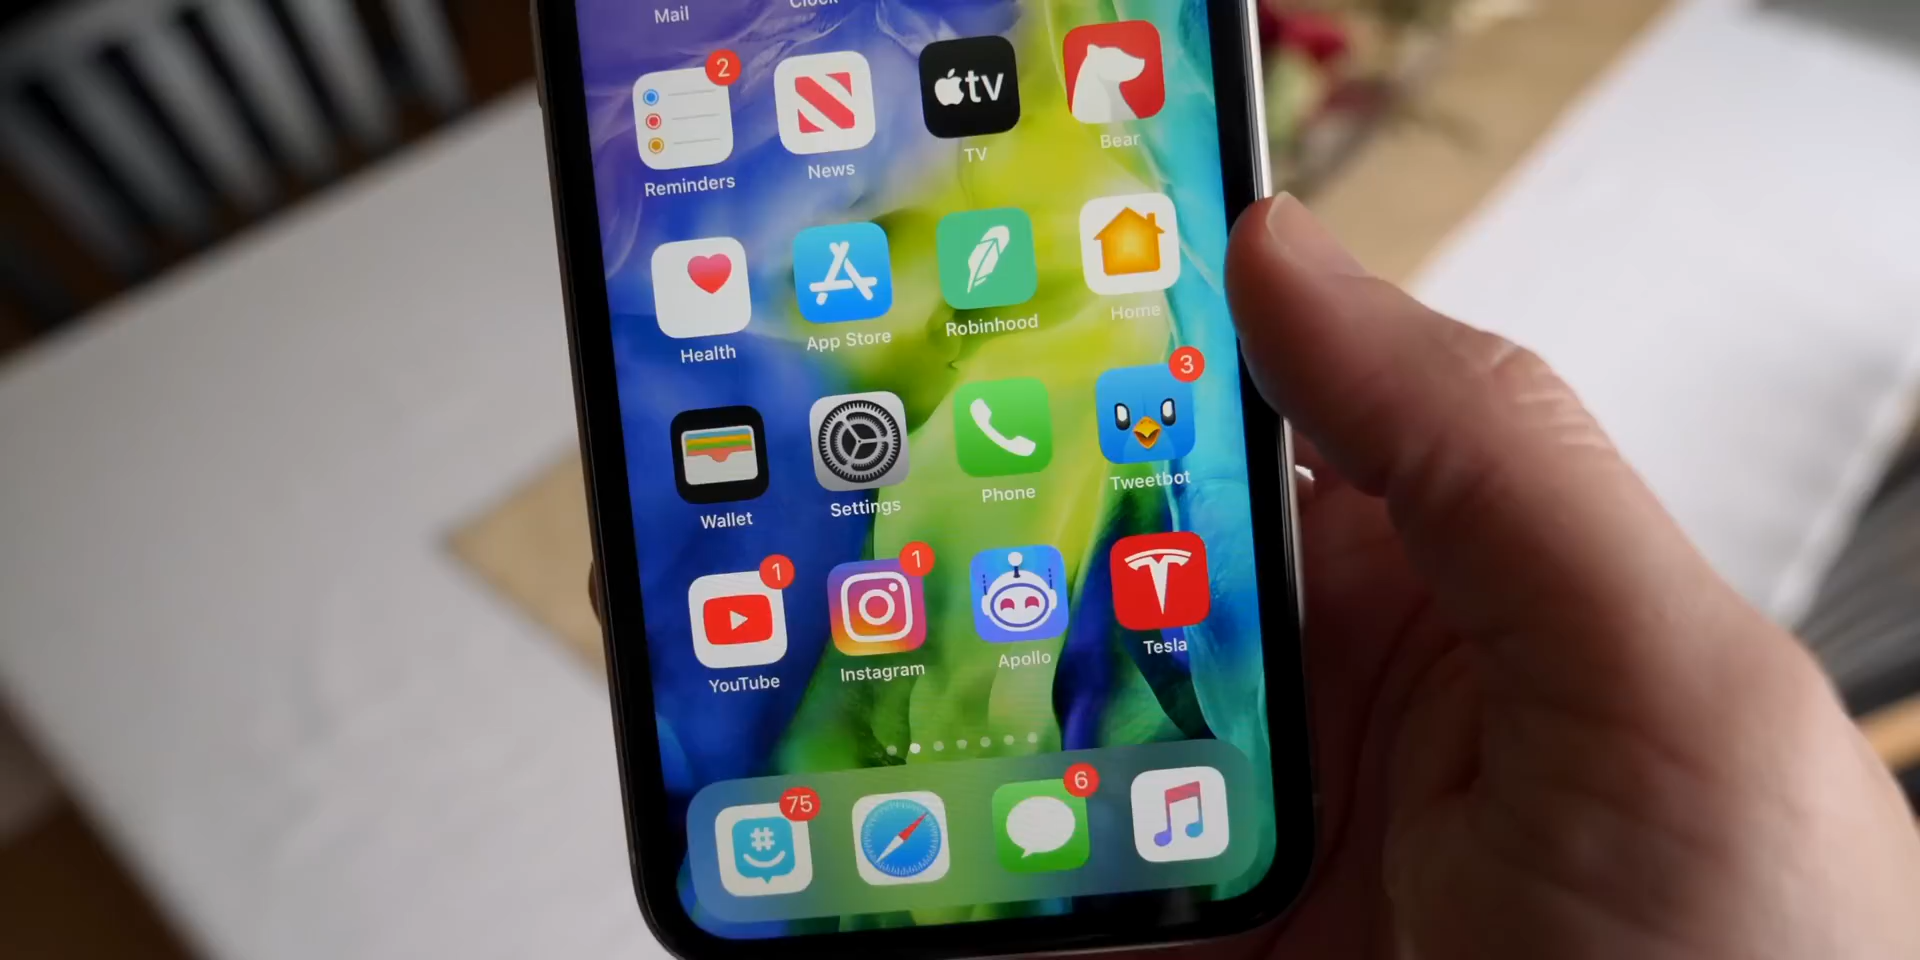 Mail
Clock
2
tv
Reminders
News
TV
Bear
Health
App Store
Robinhood
Home
3
Wallet
Settings
Phone
Tweetbot
1
1
YouTube
Instagram
Apollo
Tesla
75
#
6